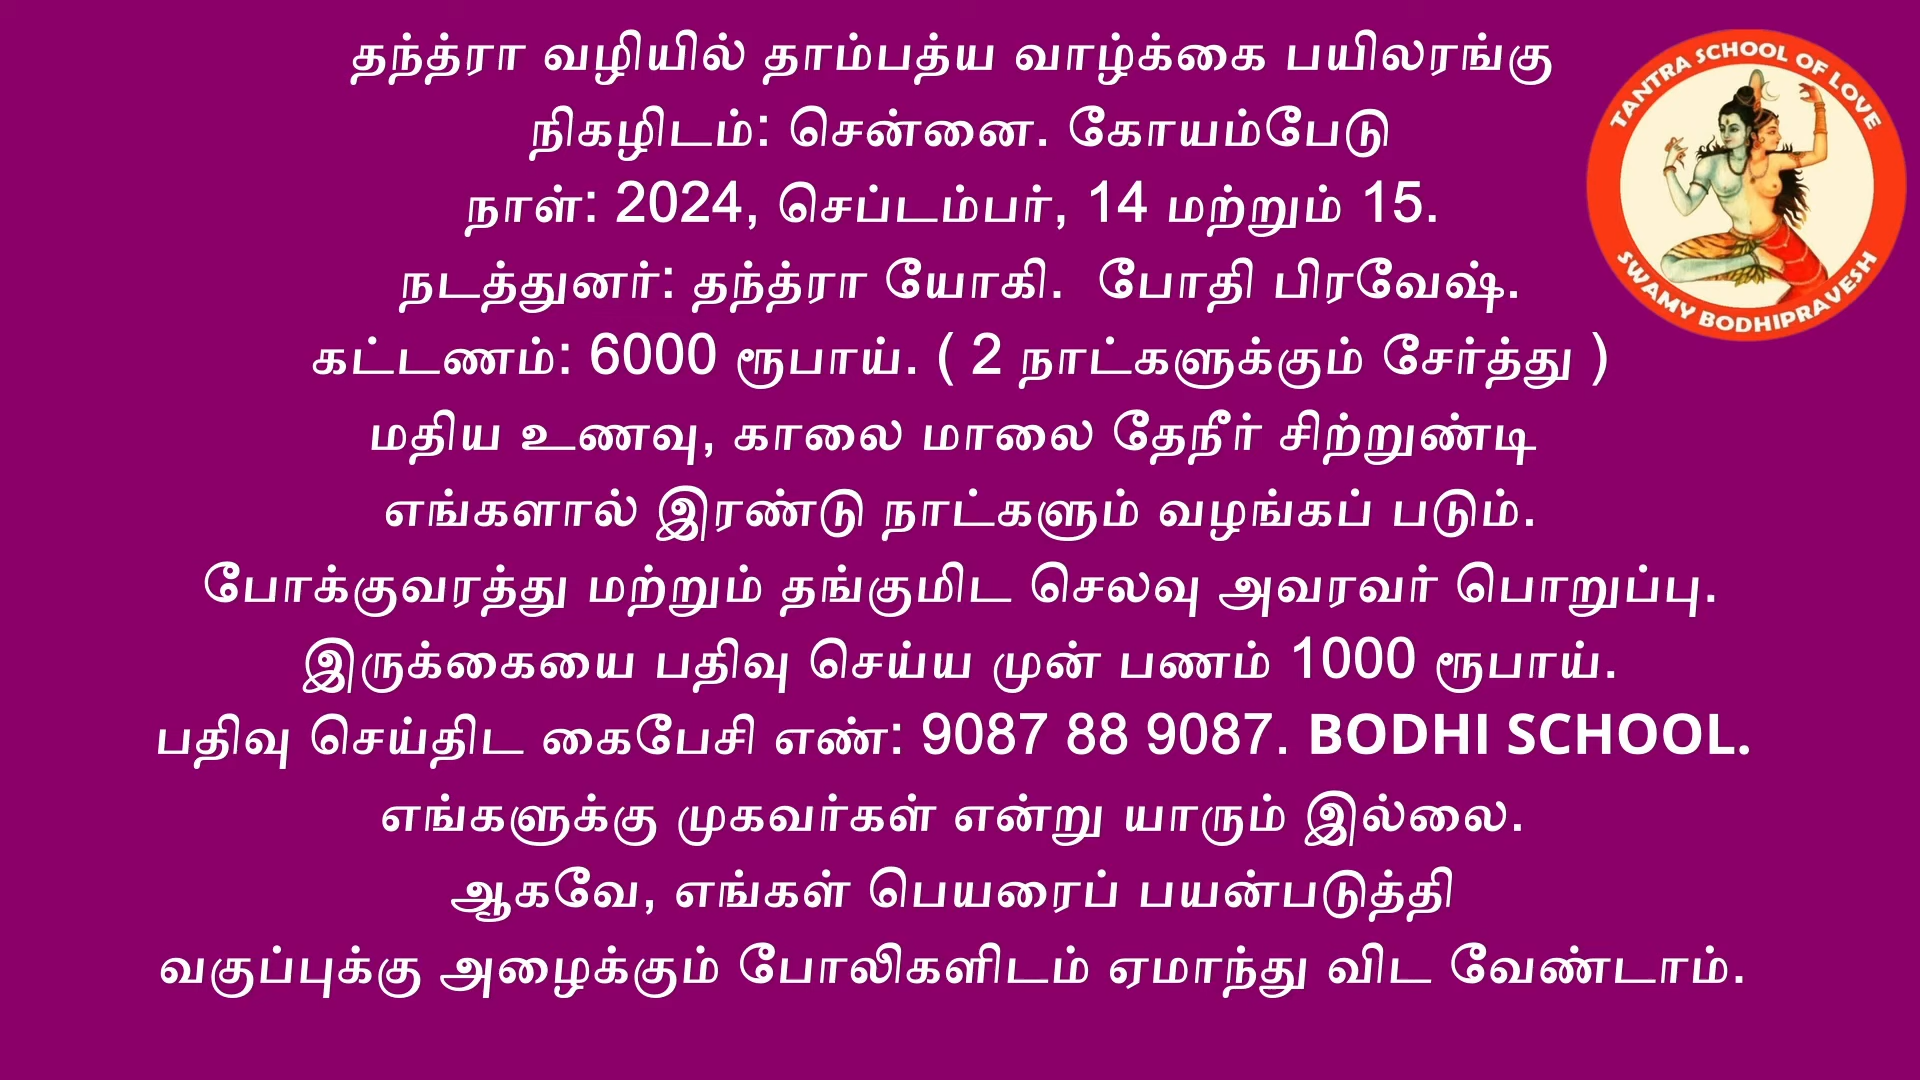 தந்த்ரா வழியில் தாம்பத்ய வாழ்க்கை பயிலரங்கு
நிகழிடம்: சென்னை. கோயம்பேடு
நாள்: 2024, செப்டம்பர், 14 மற்றும் 15.
நடத்துனர்: தந்த்ரா யோகி.  போதி பிரவேஷ்.
கட்டணம்: 6000 ரூபாய். ( 2 நாட்களுக்கும் சேர்த்து )
மதிய உணவு, காலை மாலை தேநீர் சிற்றுண்டி
எங்களால் இரண்டு நாட்களும் வழங்கப் படும்.
போக்குவரத்து மற்றும் தங்குமிட செலவு அவரவர் பொறுப்பு.
இருக்கையை பதிவு செய்ய முன் பணம் 1000 ரூபாய்.
பதிவு செய்திட கைபேசி எண்: 9087 88 9087. BODHI SCHOOL.
எங்களுக்கு முகவர்கள் என்று யாரும் இல்லை.
ஆகவே, எங்கள் பெயரைப் பயன்படுத்தி
வகுப்புக்கு அழைக்கும் போலிகளிடம் ஏமாந்து விட வேண்டாம்.
TANTRA SCHOOL OF LOVE
SWAMY BODHIPRAVESH